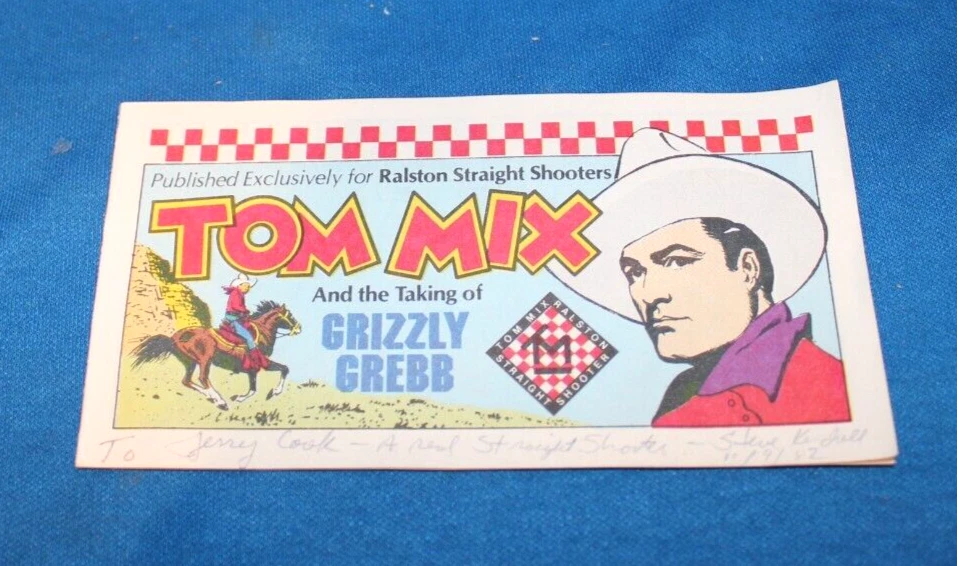 Published Exclusively for Ralston Straight Shooters
TOM MIX
And the Taking of
GRIZZLY
GREBB
TOM MIX RALSTON
STRAIGHT SHOOTER
To Jerry Cook - A real Straight Shooter - Steve